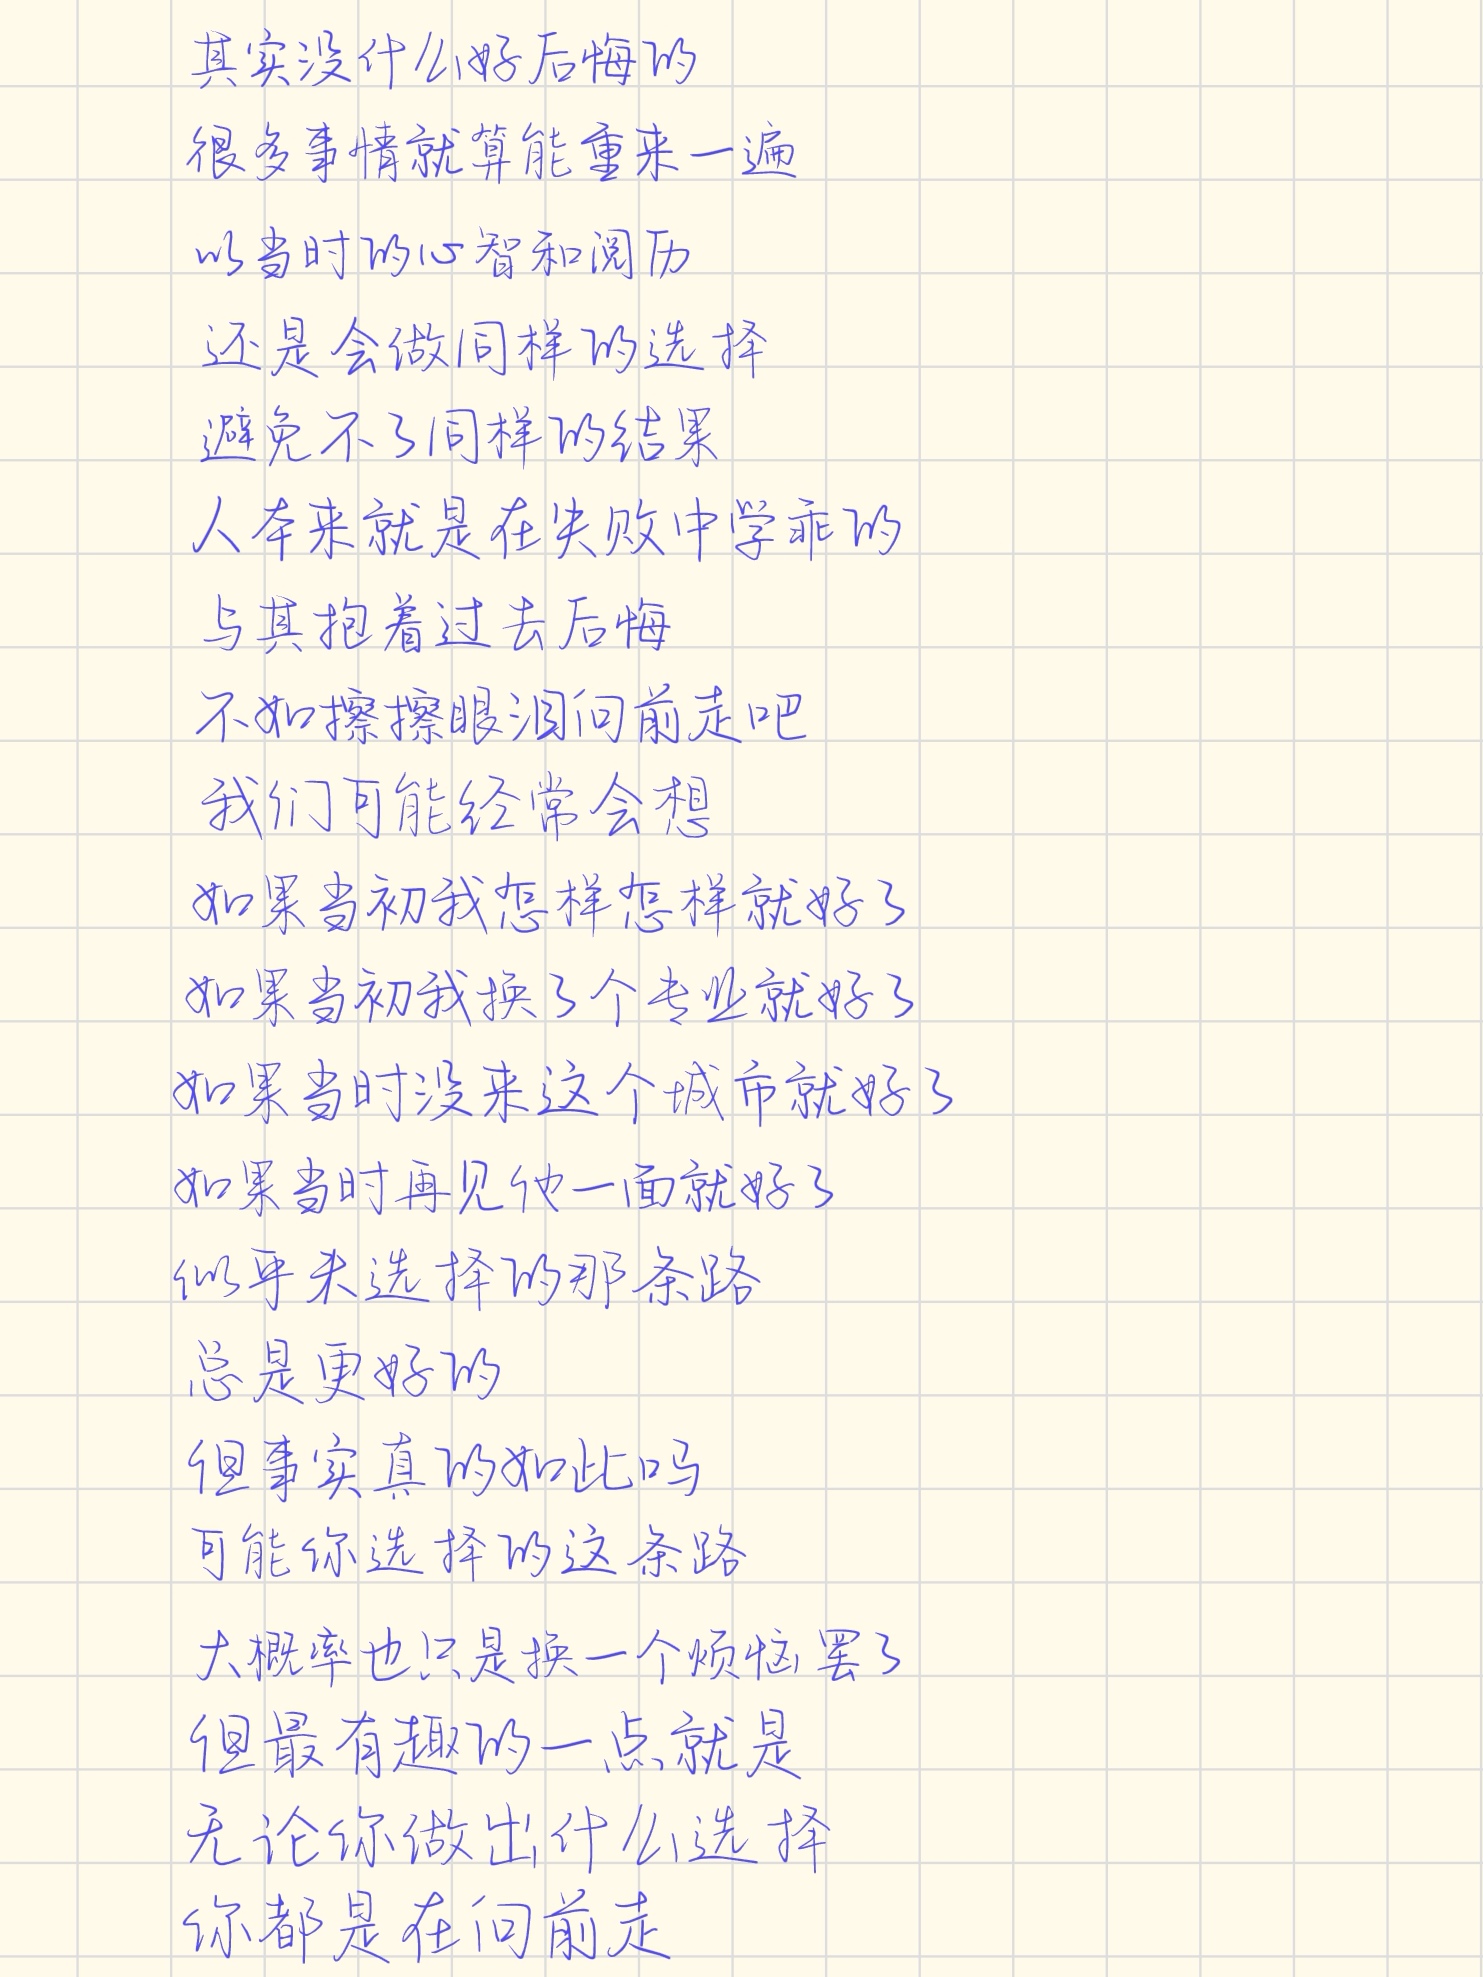 其实没什么好后悔的
很多事情就算能重来一遍
以当时的心智和阅历
还是会做同样的选择
避免不了同样的结果
人本来就是在失败中学乖的
与其抱着过去后悔
不如擦擦眼泪向前走吧
我们可能经常会想
如果当初我怎样怎样就好了
如果当初我换了个专业就好了
如果当时没来这个城市就好了
如果当时再见他一面就好了
似乎未选择的那条路
总是更好的
但事实真的如此吗
可能你选择的这条路
大概率也只是换一个烦恼罢了
但最有趣的一点就是
无论你做出什么选择
你都是在向前走